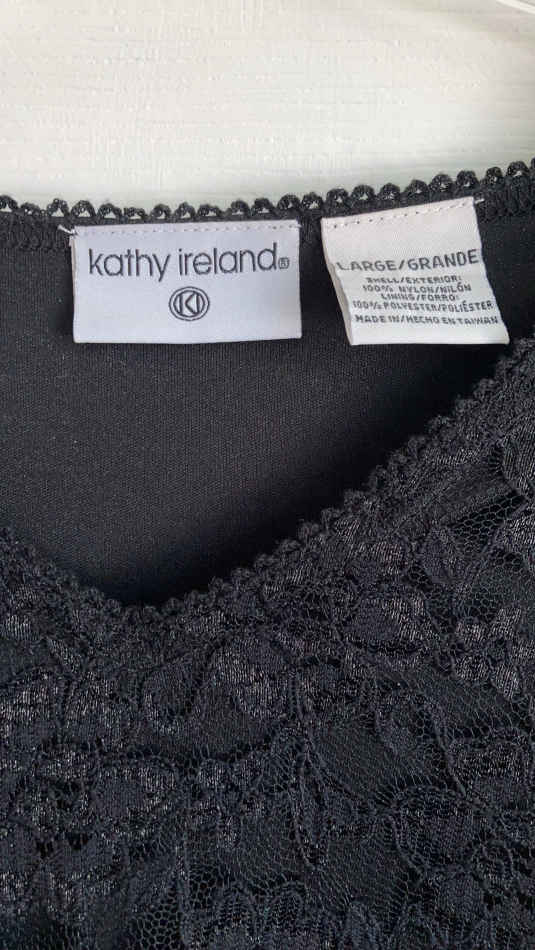 kathy ireland®
KI
LARGE/GRANDE
SHELL/EXTERIOR:
100% NYLON/NILÓN
LINING/FORRO:
100% POLYESTER/POLIÉSTER
MADE IN/HECHO EN TAIWAN